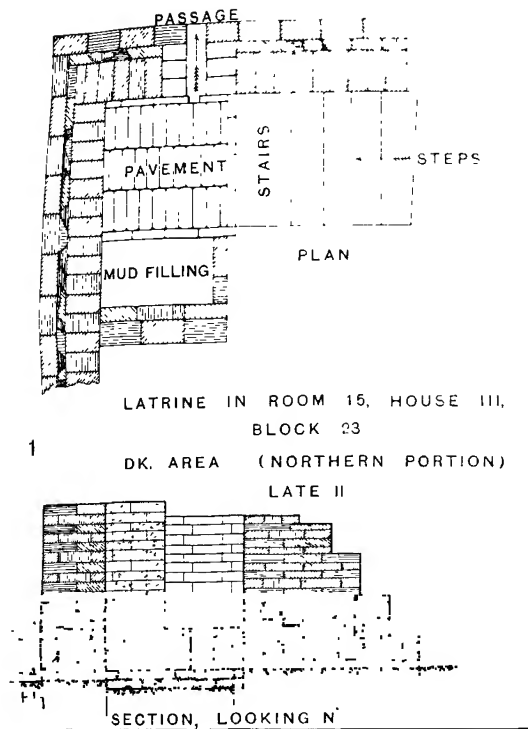 PASSAGE
STAIRS
STEPS
PAVEMENT
PLAN
MUD FILLING
LATRINE IN ROOM 15, HOUSE III,
BLOCK 23
1
DK. AREA (NORTHERN PORTION)
LATE II
SECTION, LOOKING N